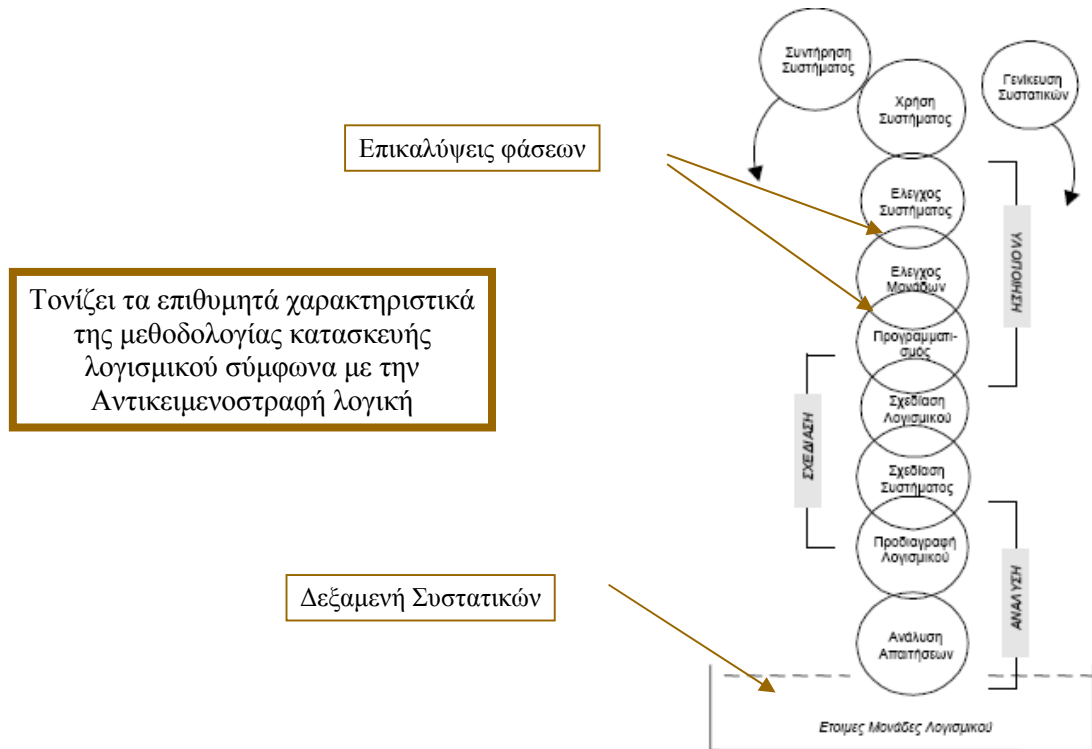 Συντήρηση
Συστήματος
Χρήση
Συστήματος
Γενίκευση
Συστατικών
Επικαλύψεις φάσεων
Ελεγχος
Συστήματος
ΥΛΟΠΟΙΗΣΗ
Ελεγχος
Μονάδων
Τονίζει τα επιθυμητά χαρακτηριστικά
της μεθοδολογίας κατασκευής
λογισμικού σύμφωνα με την
Αντικειμενοστραφή λογική
Προγραμματι-
σμός
Σχεδίαση
Λογισμικού
ΣΧΕΔΙΑΣΗ
Σχεδίαση
Συστήματος
Προδιαγραφή
Λογισμικού
Δεξαμενή Συστατικών
ΑΝΑΛΥΣΗ
Ανάλυση
Απαιτήσεων
Ετοιμες Μονάδες Λογισμικού